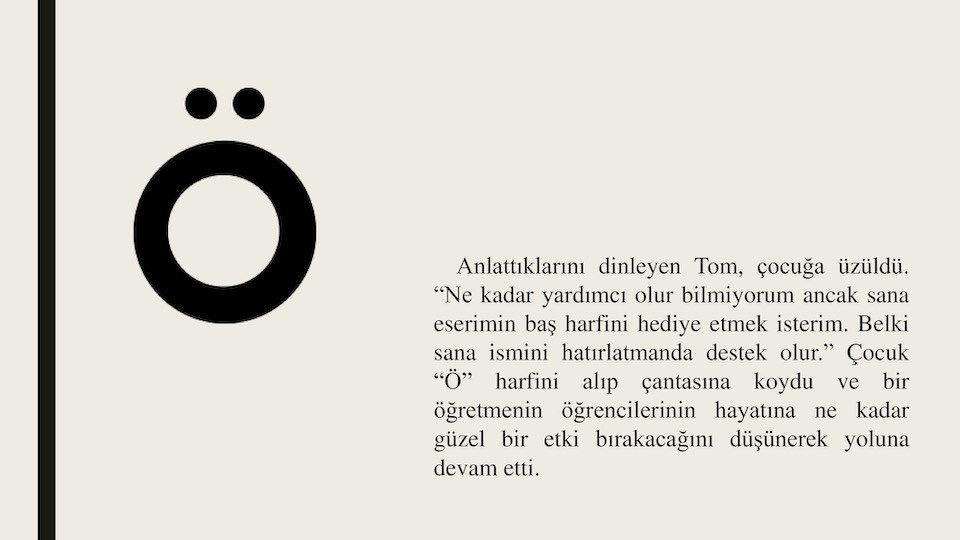 Ö
Anlattıklarını dinleyen Tom, çocuğa üzüldü.
“Ne kadar yardımcı olur bilmiyorum ancak sana
eserimin baş harfini hediye etmek isterim. Belki
sana ismini hatırlatmanda destek olur.” Çocuk
“Ö” harfini alıp çantasına koydu ve bir
öğretmenin öğrencilerinin hayatına ne kadar
güzel bir etki bırakacağını düşünerek yoluna
devam etti.